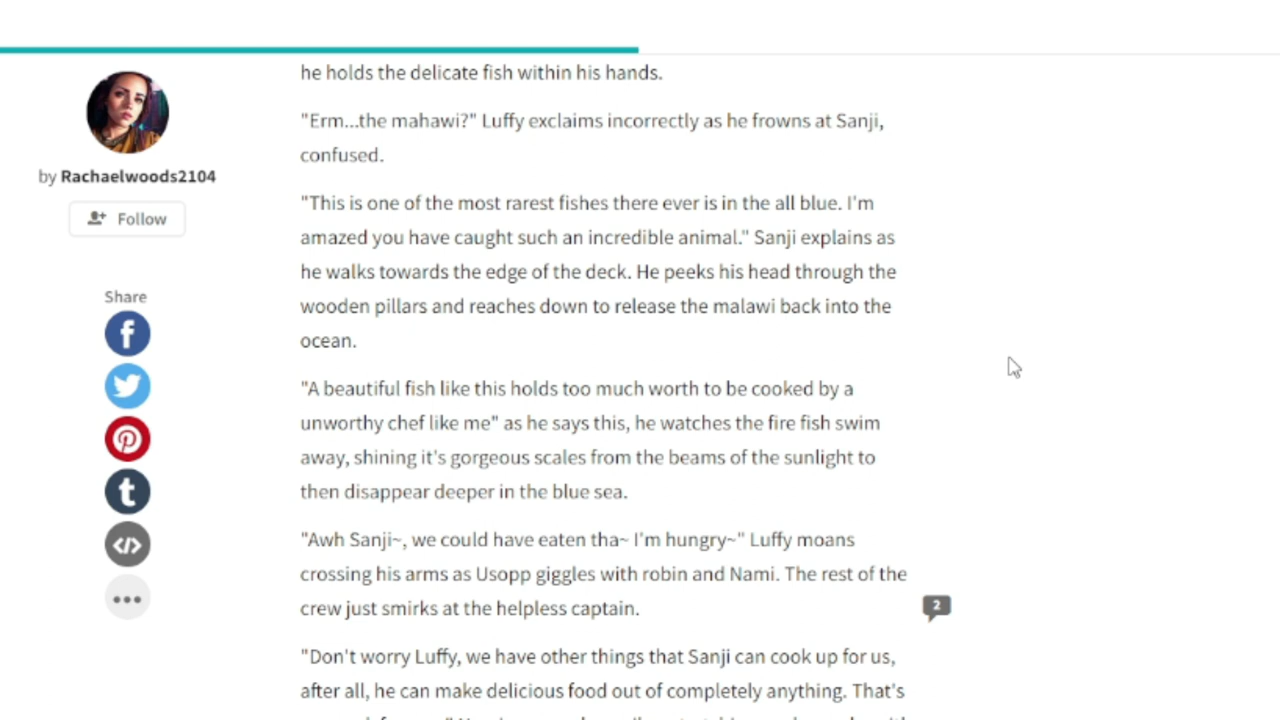 he holds the delicate fish within his hands.
"Erm...the mahawi?" Luffy exclaims incorrectly as he frowns at Sanji,
confused.
by Rachaelwoods2104
Follow
"This is one of the most rarest fishes there ever is in the all blue. I'm
amazed you have caught such an incredible animal." Sanji explains as
he walks towards the edge of the deck. He peeks his head through the
wooden pillars and reaches down to release the malawi back into the
ocean.
Share
"A beautiful fish like this holds too much worth to be cooked by a
unworthy chef like me" as he says this, he watches the fire fish swim
away, shining it's gorgeous scales from the beams of the sunlight to
then disappear deeper in the blue sea.
"Awh Sanji~, we could have eaten tha~ I'm hungry~" Luffy moans
crossing his arms as Usopp giggles with robin and Nami. The rest of the
crew just smirks at the helpless captain.
2
"Don't worry Luffy, we have other things that Sanji can cook up for us,
after all, he can make delicious food out of completely anything. That's